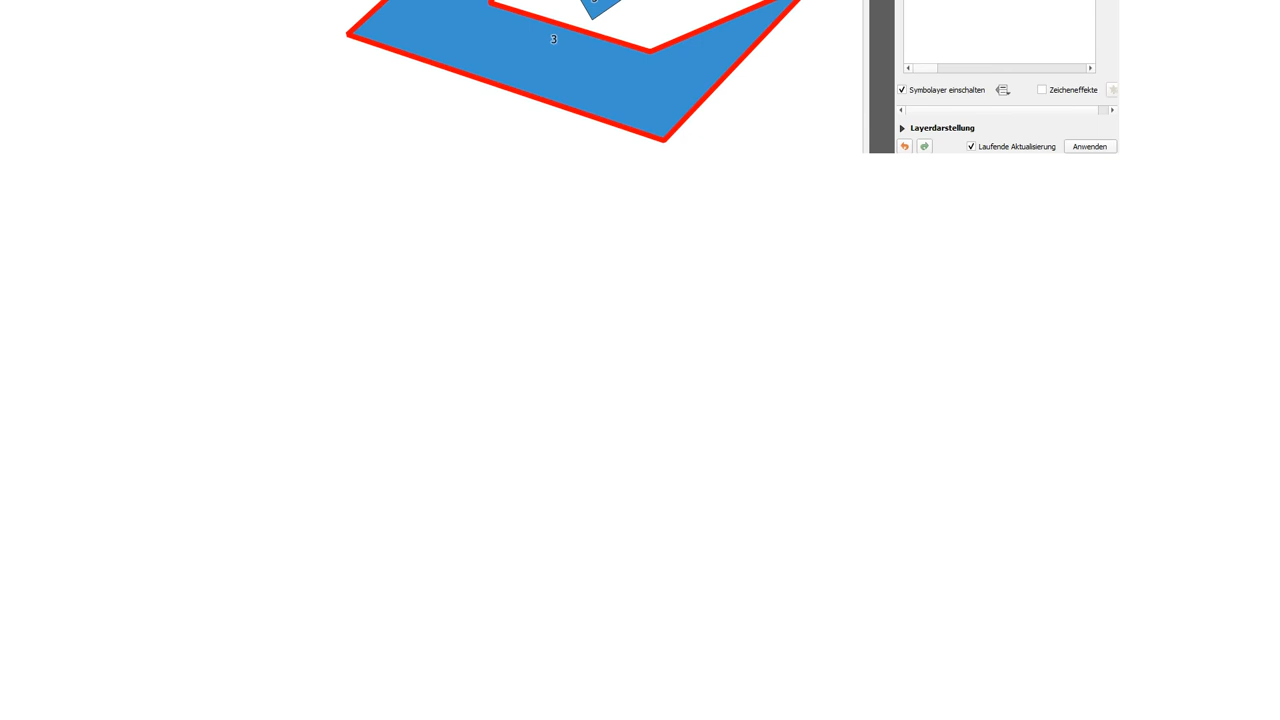 3
Symbolayer einschalten
Zeicheneffekte
Layerdarstellung
Laufende Aktualisierung
Anwenden